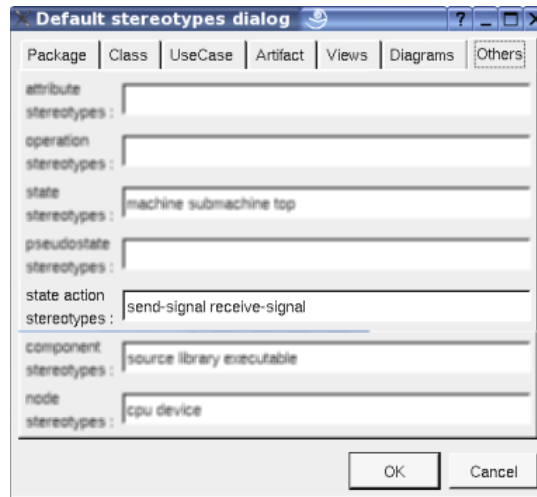 Default stereotypes dialog
Package Class UseCase Artifact Views Diagrams Others
attribute
stereotypes :
operation
stereotypes :
state
stereotypes : machine submachine top
pseudostate
stereotypes :
state action
stereotypes : send-signal receive-signal
component
stereotypes : source library executable
node
stereotypes : cpu device
OK Cancel